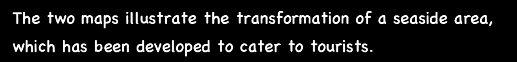 The two maps illustrate the transformation of a seaside area,
which has been developed to cater to tourists.